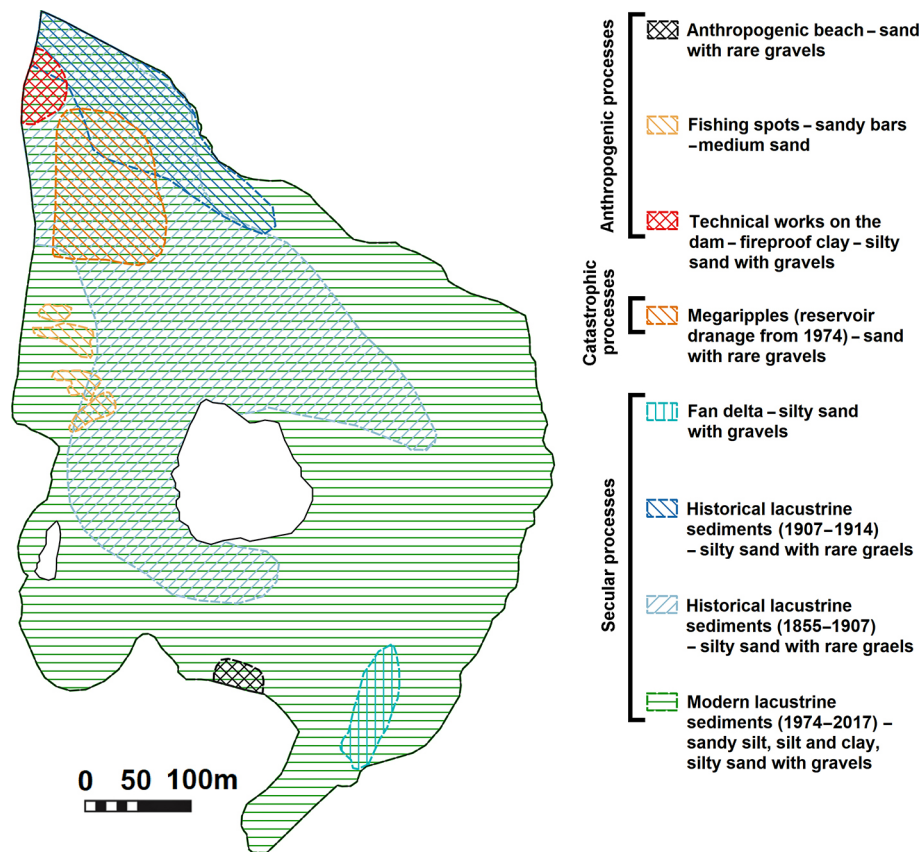 Anthropogenic processes
Anthropogenic beach – sand
with rare gravels
Fishing spots – sandy bars
– medium sand
Technical works on the
dam – fireproof clay – silty
sand with gravels
Catastrophic
processes
Megaripples (reservoir
dranage from 1974) – sand
with rare gravels
Secular processes
Fan delta – silty sand
with gravels
Historical lacustrine
sediments (1907–1914)
– silty sand with rare graels
Historical lacustrine
sediments (1855–1907)
– silty sand with rare graels
Modern lacustrine
sediments (1974–2017) –
sandy silt, silt and clay,
silty sand with gravels
0 50 100m